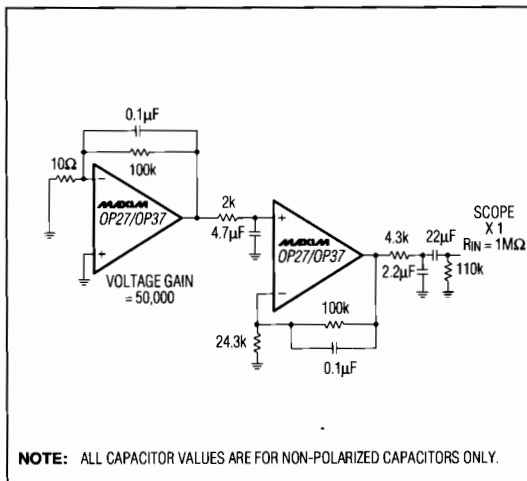 0.1µF
10Ω
100k
−
MAXIM
OP27/OP37
+
VOLTAGE GAIN
= 50,000
2k
4.7µF
+
MAXIM
OP27/OP37
−
4.3k
22µF
SCOPE
X 1
RIN = 1MΩ
2.2µF
110k
100k
24.3k
0.1µF
NOTE: ALL CAPACITOR VALUES ARE FOR NON-POLARIZED CAPACITORS ONLY.